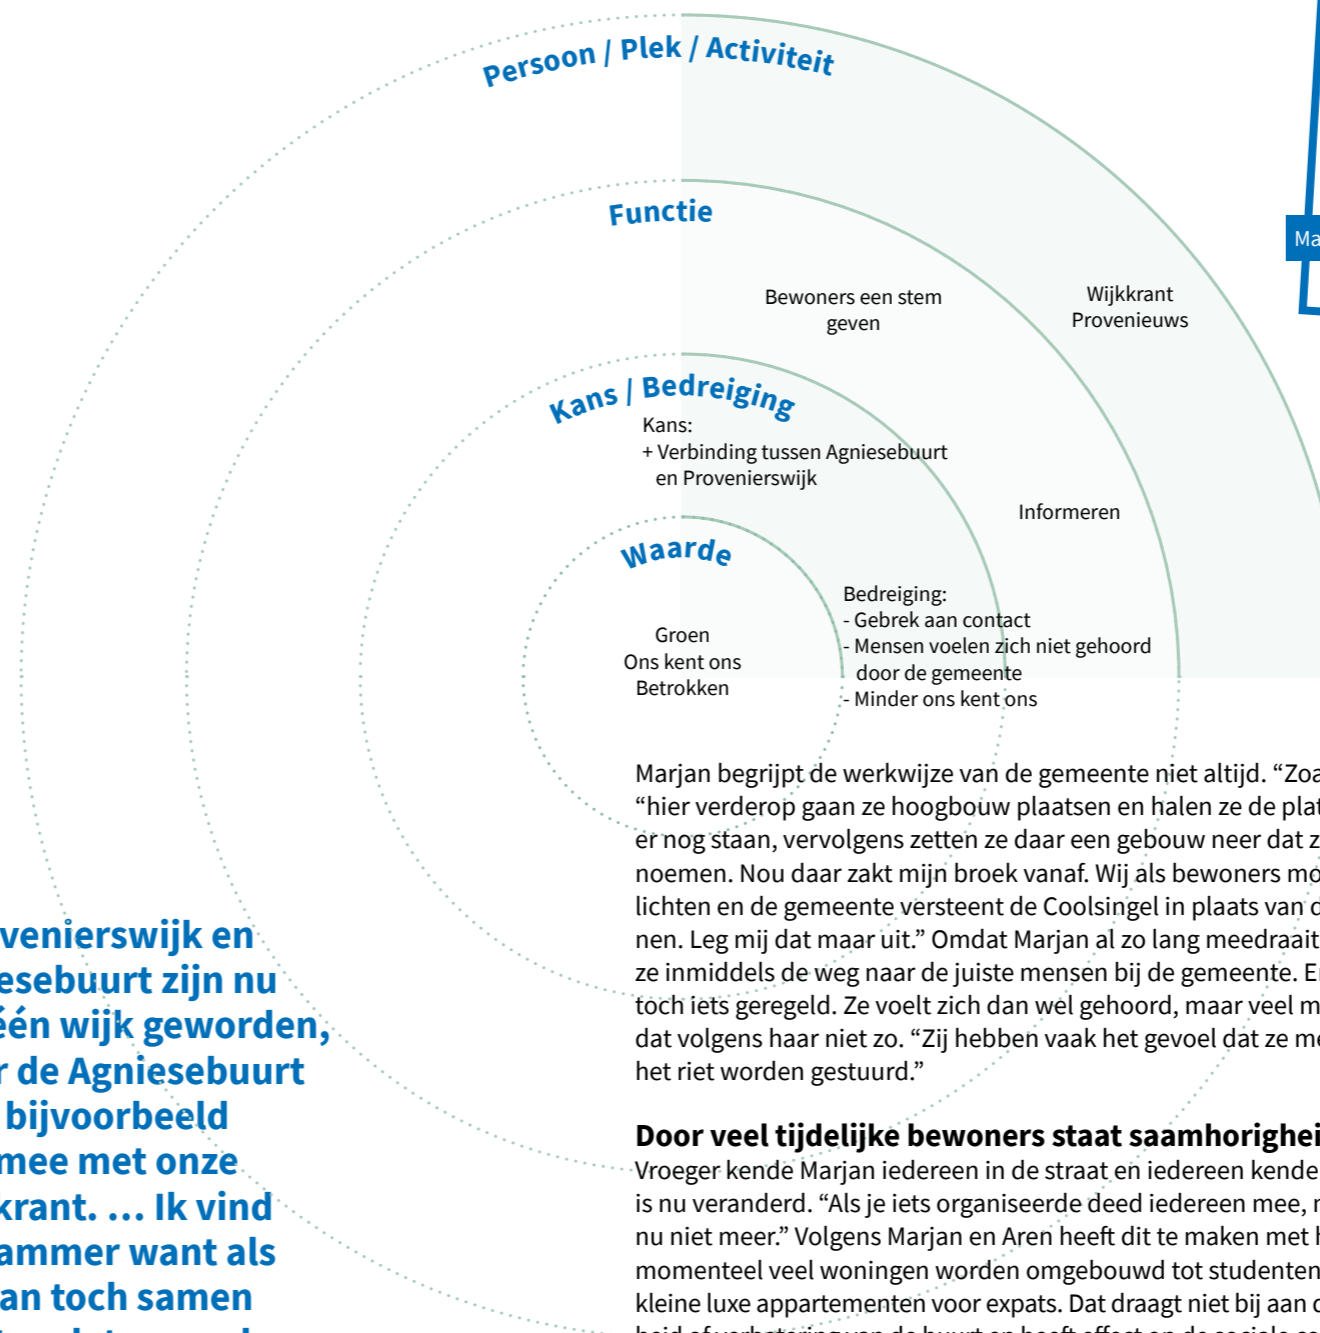 Persoon / Plek / Activiteit
Functie
Bewoners een stem
geven
Wijkkrant
Provenieuws
Ma
Kans / Bedreiging
Kans:
+ Verbinding tussen Agniesebuurt
en Provenierswijk
Informeren
Waarde
Groen
Ons kent ons
Betrokken
Bedreiging:
- Gebrek aan contact
- Mensen voelen zich niet gehoord
door de gemeente
- Minder ons kent ons
Marjan begrijpt de werkwijze van de gemeente niet altijd. “Zoa
“hier verderop gaan ze hoogbouw plaatsen en halen ze de plat
er nog staan, vervolgens zetten ze daar een gebouw neer dat z
noemen. Nou daar zakt mijn broek vanaf. Wij als bewoners mo
lichten en de gemeente versteent de Coolsingel in plaats van d
nen. Leg mij dat maar uit.” Omdat Marjan al zo lang meedraait
ze inmiddels de weg naar de juiste mensen bij de gemeente. E
toch iets geregeld. Ze voelt zich dan wel gehoord, maar veel m
dat volgens haar niet zo. “Zij hebben vaak het gevoel dat ze me
het riet worden gestuurd.”
Door veel tijdelijke bewoners staat saamhorighei
Vroeger kende Marjan iedereen in de straat en iedereen kende
is nu veranderd. “Als je iets organiseerde deed iedereen mee,
nu niet meer.” Volgens Marjan en Aren heeft dit te maken met h
momenteel veel woningen worden omgebouwd tot studenten
kleine luxe appartementen voor expats. Dat draagt niet bij aan
venierswijk en
esebuurt zijn nu
één wijk geworden,
r de Agniesebuurt
bijvoorbeeld
mee met onze
krant. ... Ik vind
ammer want als
an toch samen